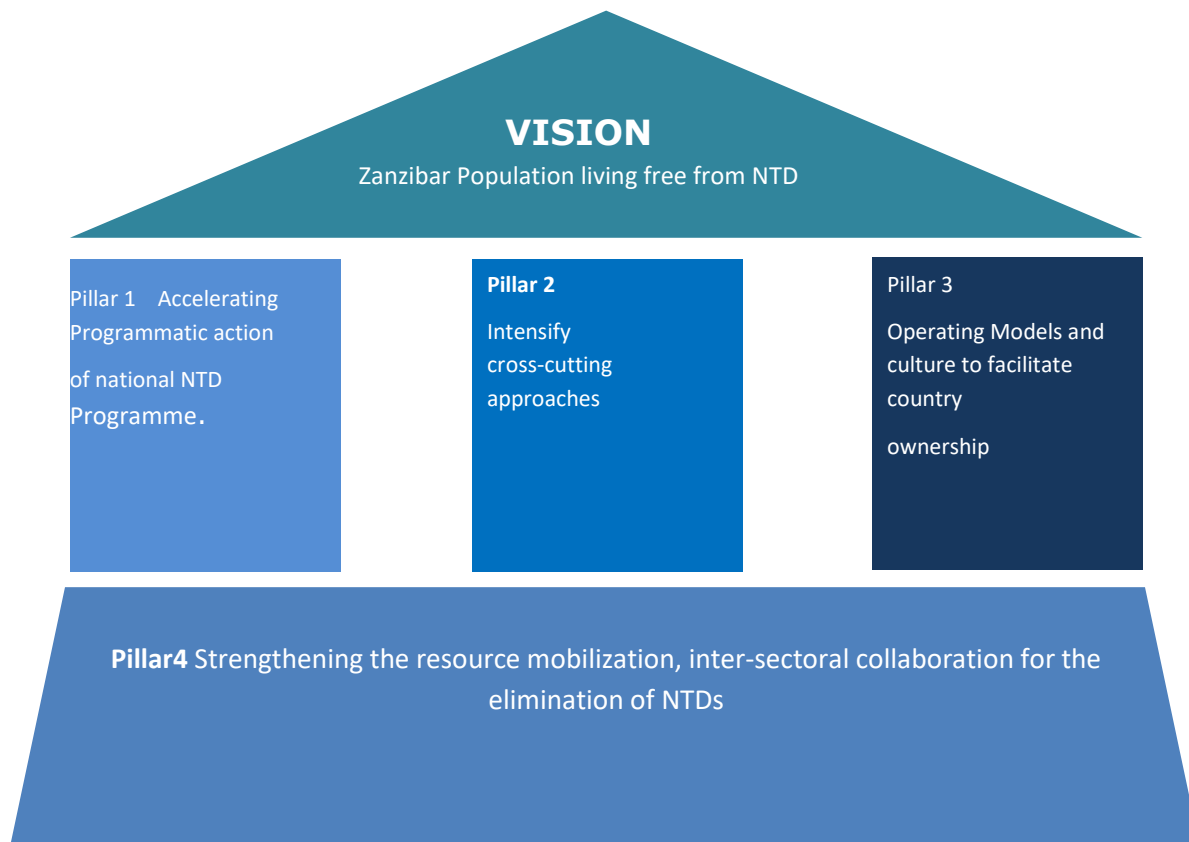 VISION
Zanzibar Population living free from NTD
Pillar 1 Accelerating
Programmatic action
of national NTD
Programme.
Pillar 2
Intensify
cross-cutting
approaches
Pillar 3
Operating Models and
culture to facilitate
country
ownership
Pillar4 Strengthening the resource mobilization, inter-sectoral collaboration for the
elimination of NTDs